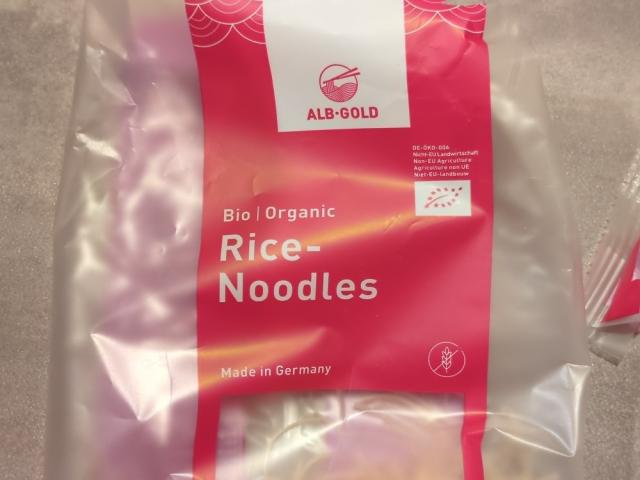 ALB·GOLD
DE-ÖKO-006
Nicht-EU Landwirtschaft
Non-EU Agriculture
Agriculture non UE
Niet-EU-landbouw
Bio | Organic
Rice-
Noodles
Made in Germany